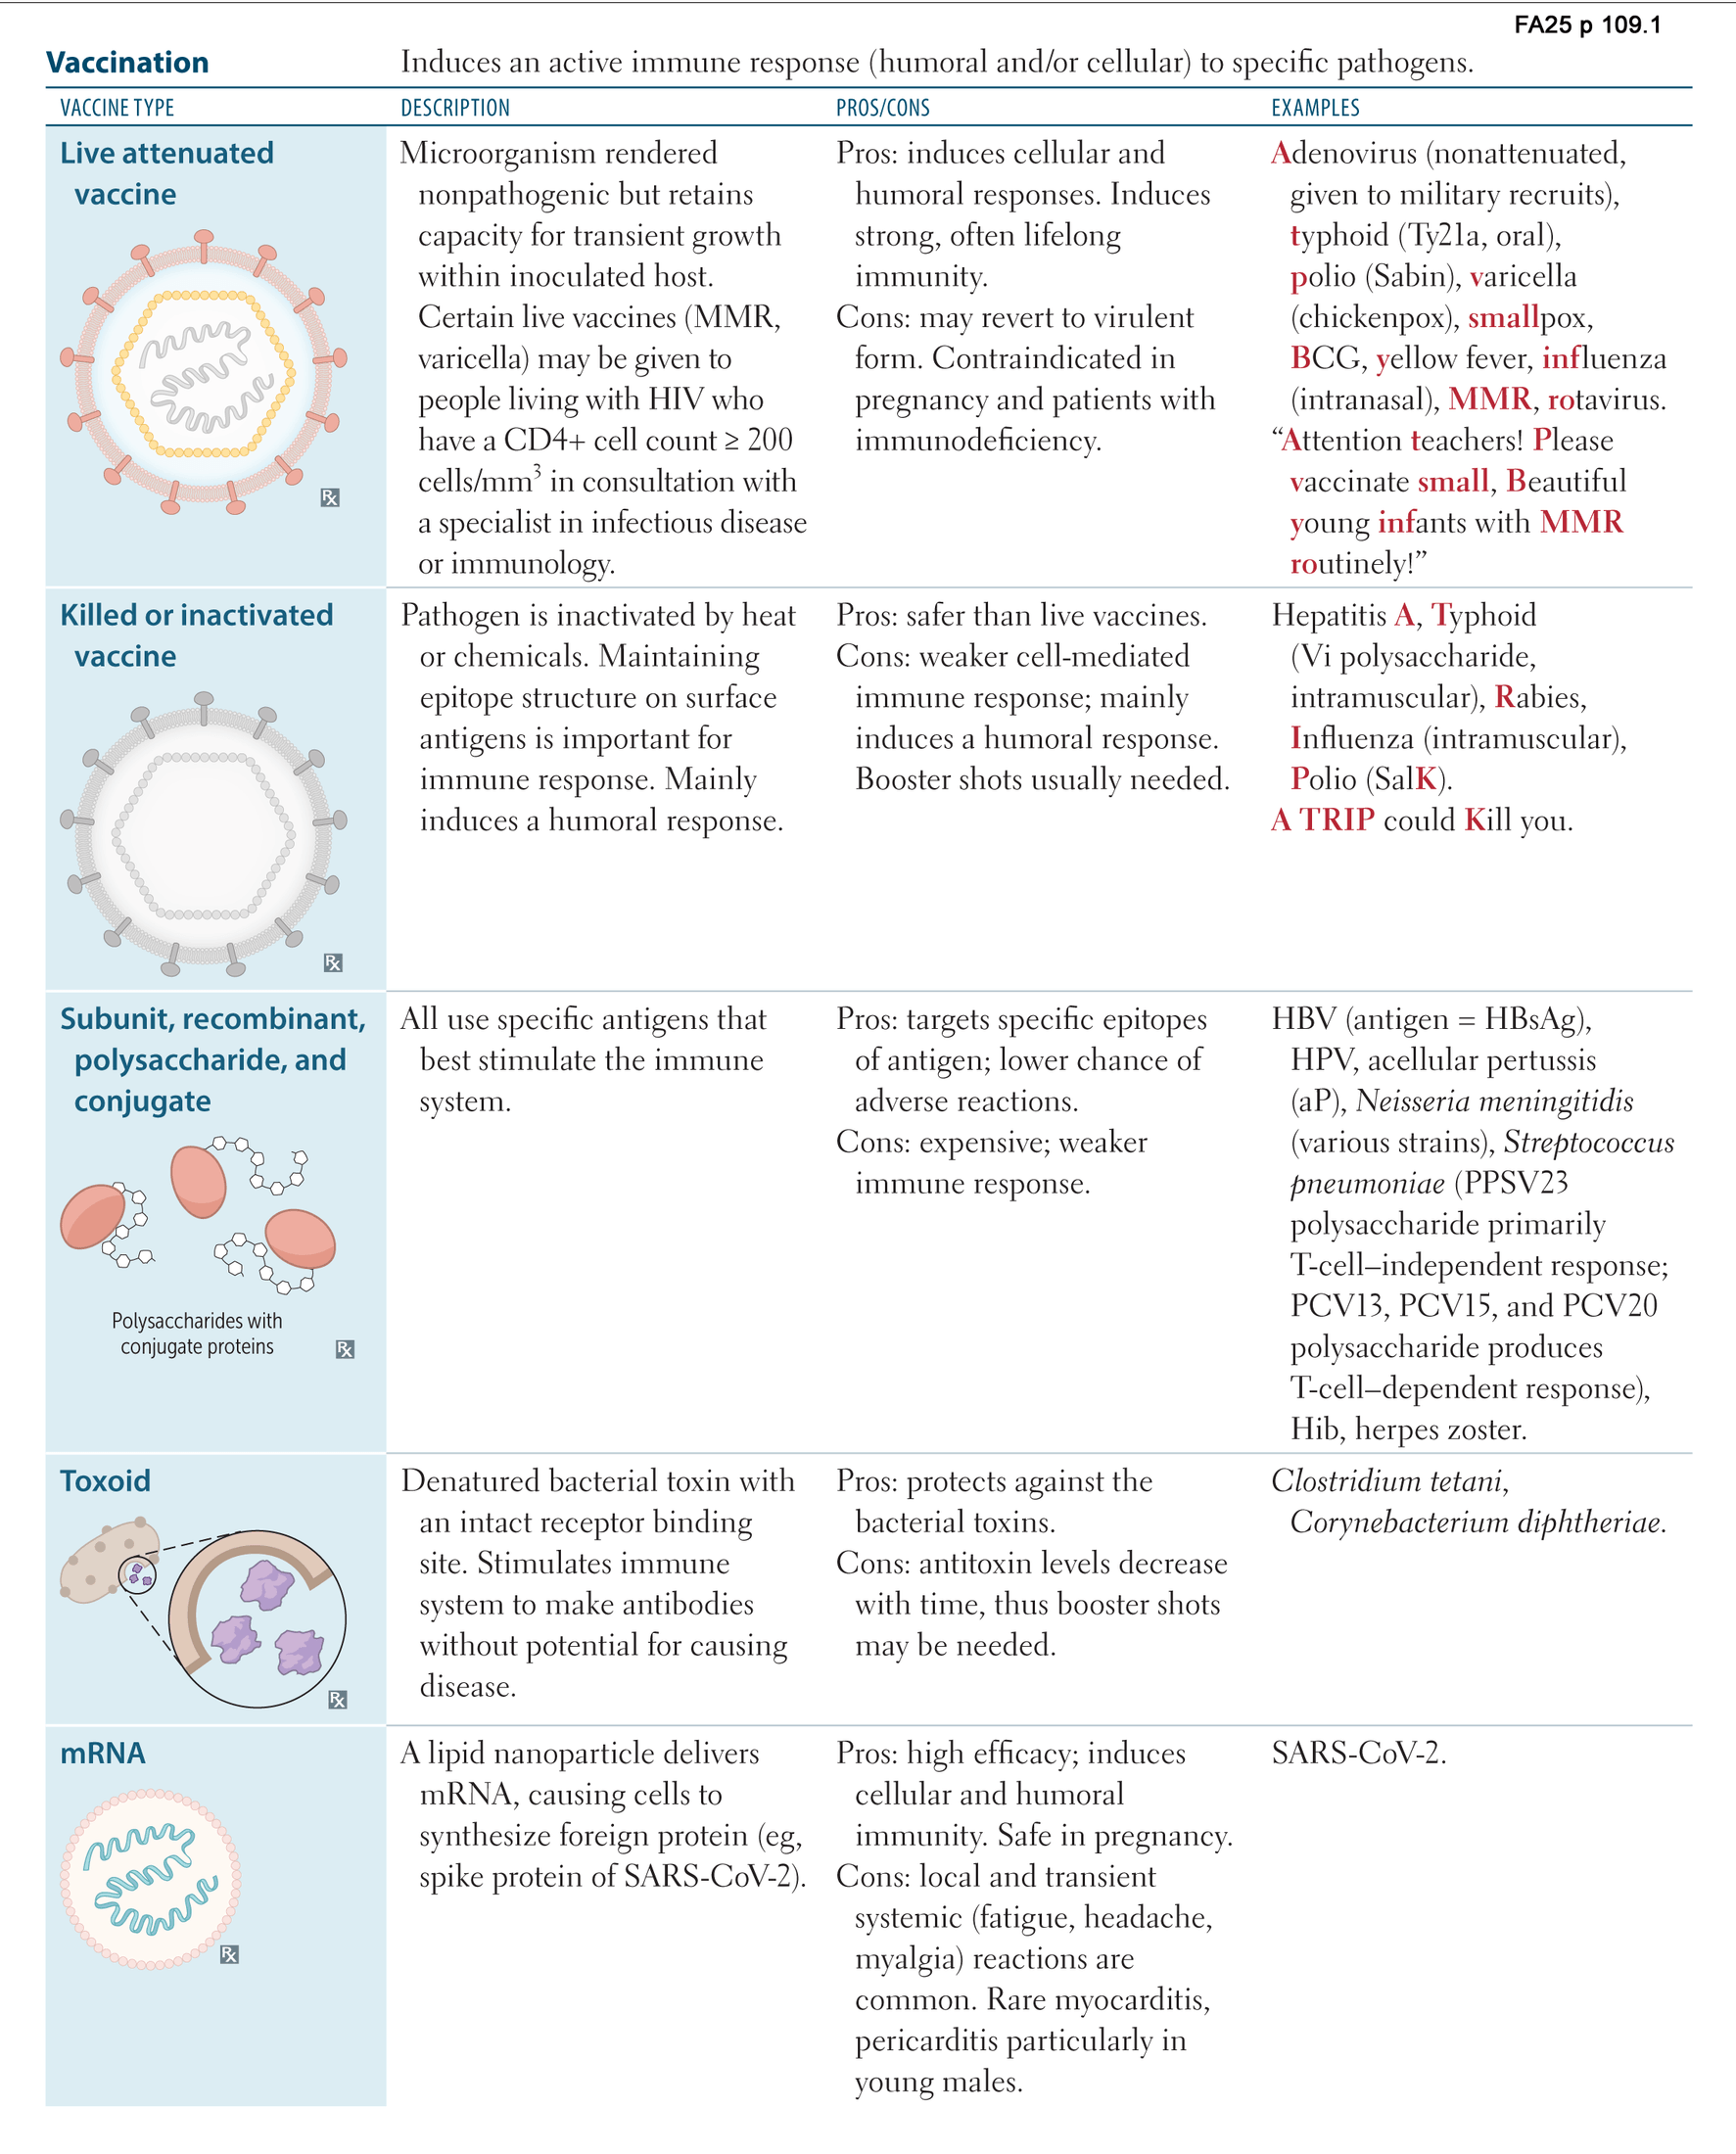 FA25 p 109.1
Vaccination
Induces an active immune response (humoral and/or cellular) to specific pathogens.
VACCINE TYPE
DESCRIPTION
PROS/CONS
EXAMPLES
Live attenuated
vaccine
Microorganism rendered
nonpathogenic but retains
capacity for transient growth
within inoculated host.
Certain live vaccines (MMR,
varicella) may be given to
people living with HIV who
have a CD4+ cell count ≥ 200
cells/mm³ in consultation with
a specialist in infectious disease
or immunology.
Pros: induces cellular and
humoral responses. Induces
strong, often lifelong
immunity.
Cons: may revert to virulent
form. Contraindicated in
pregnancy and patients with
immunodeficiency.
Adenovirus (nonattenuated,
given to military recruits),
typhoid (Ty21a, oral),
polio (Sabin), varicella
(chickenpox), smallpox,
BCG, yellow fever, influenza
(intranasal), MMR, rotavirus.
“Attention teachers! Please
vaccinate small, Beautiful
young infants with MMR
routinely!”
Rx
Killed or inactivated
vaccine
Pathogen is inactivated by heat
or chemicals. Maintaining
epitope structure on surface
antigens is important for
immune response. Mainly
induces a humoral response.
Pros: safer than live vaccines.
Cons: weaker cell-mediated
immune response; mainly
induces a humoral response.
Booster shots usually needed.
Hepatitis A, Typhoid
(Vi polysaccharide,
intramuscular), Rabies,
Influenza (intramuscular),
Polio (SalK).
A TRIP could Kill you.
Rx
Subunit, recombinant,
polysaccharide, and
conjugate
Polysaccharides with
conjugate proteins
Rx
All use specific antigens that
best stimulate the immune
system.
Pros: targets specific epitopes
of antigen; lower chance of
adverse reactions.
Cons: expensive; weaker
immune response.
HBV (antigen = HBsAg),
HPV, acellular pertussis
(aP), Neisseria meningitidis
(various strains), Streptococcus
pneumoniae (PPSV23
polysaccharide primarily
T-cell–independent response;
PCV13, PCV15, and PCV20
polysaccharide produces
T-cell–dependent response),
Hib, herpes zoster.
Toxoid
Rx
Denatured bacterial toxin with
an intact receptor binding
site. Stimulates immune
system to make antibodies
without potential for causing
disease.
Pros: protects against the
bacterial toxins.
Cons: antitoxin levels decrease
with time, thus booster shots
may be needed.
Clostridium tetani,
Corynebacterium diphtheriae.
mRNA
Rx
A lipid nanoparticle delivers
mRNA, causing cells to
synthesize foreign protein (eg,
spike protein of SARS-CoV-2).
Pros: high efficacy; induces
cellular and humoral
immunity. Safe in pregnancy.
Cons: local and transient
systemic (fatigue, headache,
myalgia) reactions are
common. Rare myocarditis,
pericarditis particularly in
young males.
SARS-CoV-2.